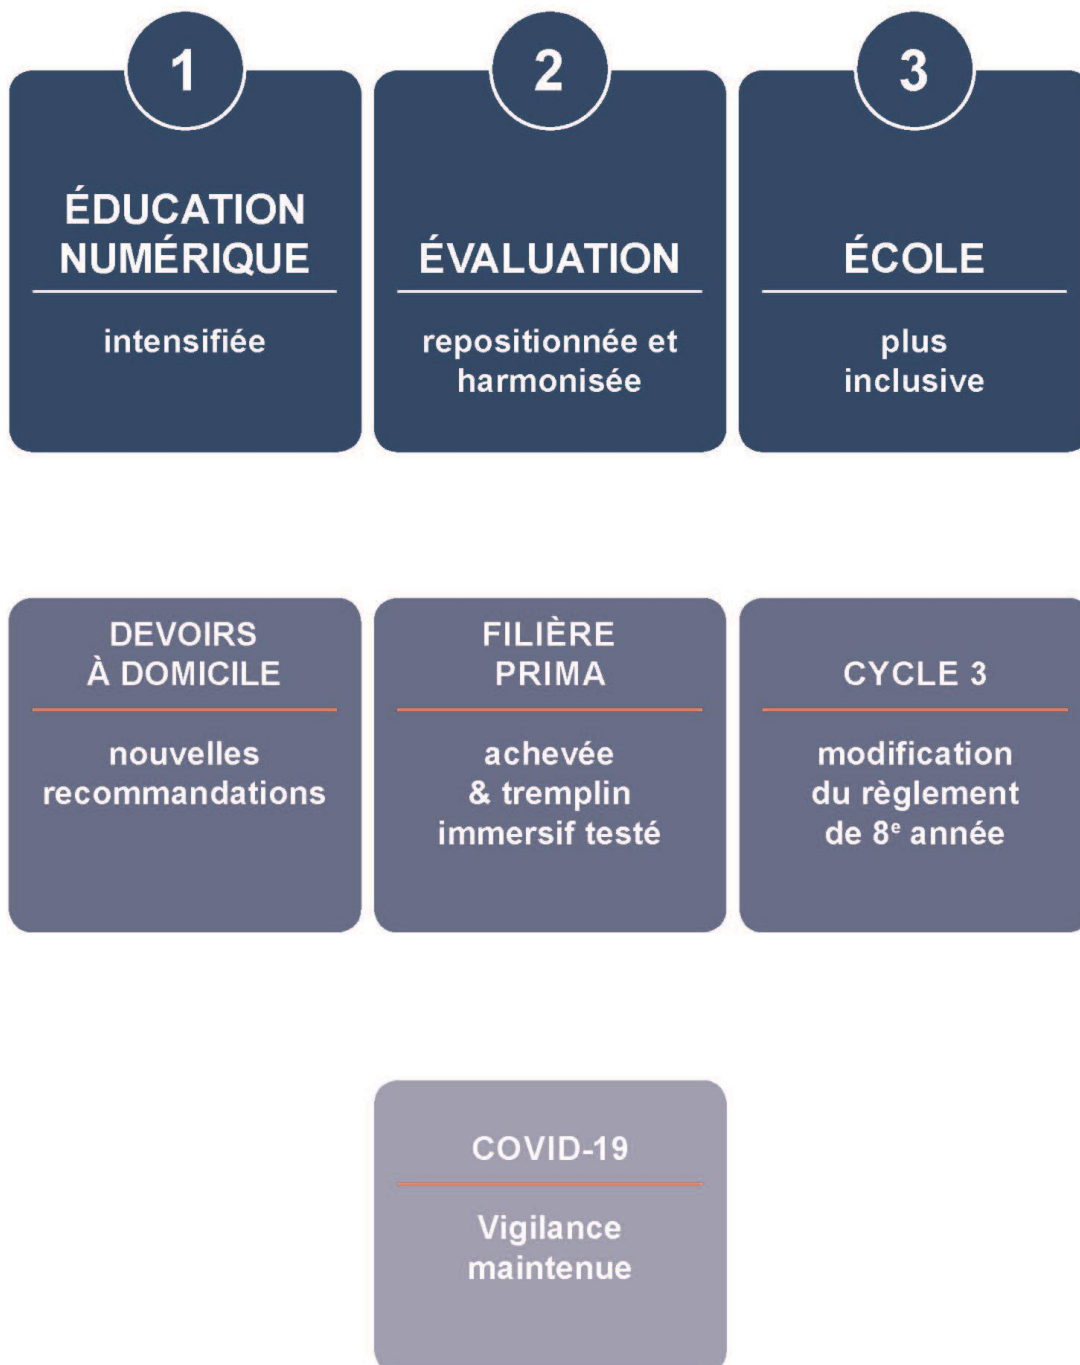 1
ÉDUCATION
NUMÉRIQUE
intensifiée
2
ÉVALUATION
repositionnée et
harmonisée
3
ÉCOLE
plus
inclusive
DEVOIRS
À DOMICILE
nouvelles
recommandations
FILIÈRE
PRIMA
achevée
& tremplin
immersif testé
CYCLE 3
modification
du règlement
de 8ᵉ année
COVID-19
Vigilance
maintenue